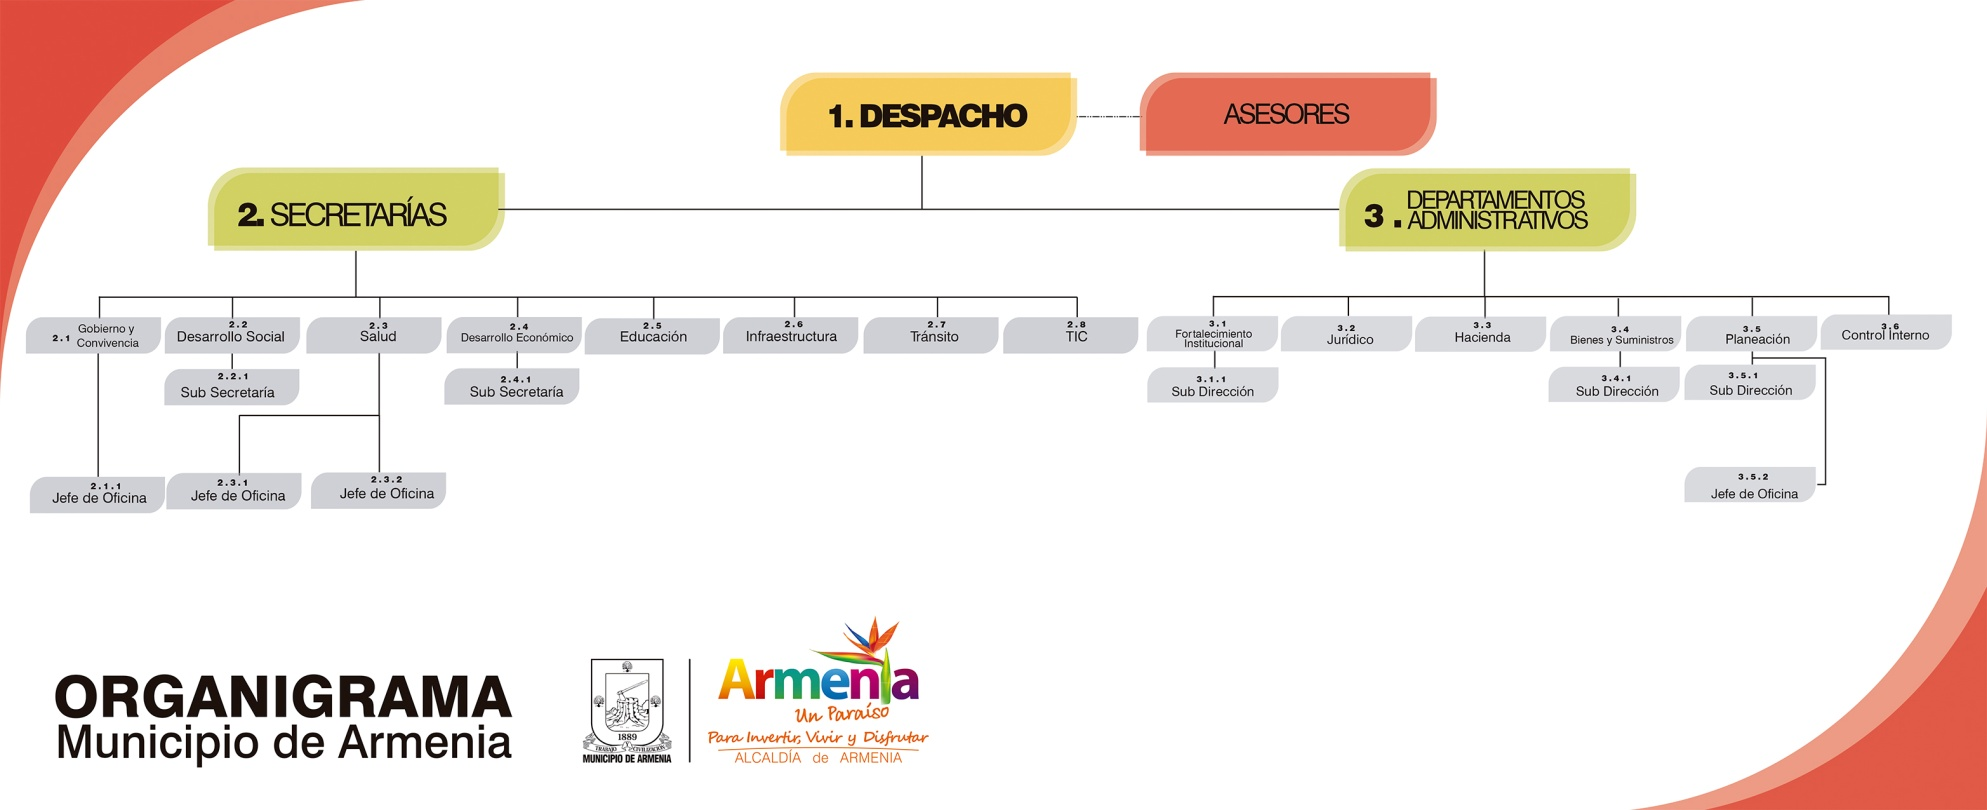 1. DESPACHO
ASESORES
2. SECRETARÍAS
3 . DEPARTAMENTOS
ADMINISTRATIVOS
2.1 Gobierno y
Convivencia
2.2
Desarrollo Social
2.3
Salud
2.4
Desarrollo Económico
2.5
Educación
2.6
Infraestructura
2.7
Tránsito
2.8
TIC
3.1
Fortalecimiento
Institucional
3.2
Jurídico
3.3
Hacienda
3.4
Bienes y Suministros
3.5
Planeación
3.6
Control Interno
2.2.1
Sub Secretaría
2.4.1
Sub Secretaría
3.1.1
Sub Dirección
3.4.1
Sub Dirección
3.5.1
Sub Dirección
2.1.1
Jefe de Oficina
2.3.1
Jefe de Oficina
2.3.2
Jefe de Oficina
3.5.2
Jefe de Oficina
ORGANIGRAMA
Municipio de Armenia
1889
TRABAJO Y CIVILIZACIÓN
MUNICIPIO DE ARMENIA
Armenia
Un Paraíso
Para Invertir, Vivir y Disfrutar
ALCALDÍA de ARMENIA